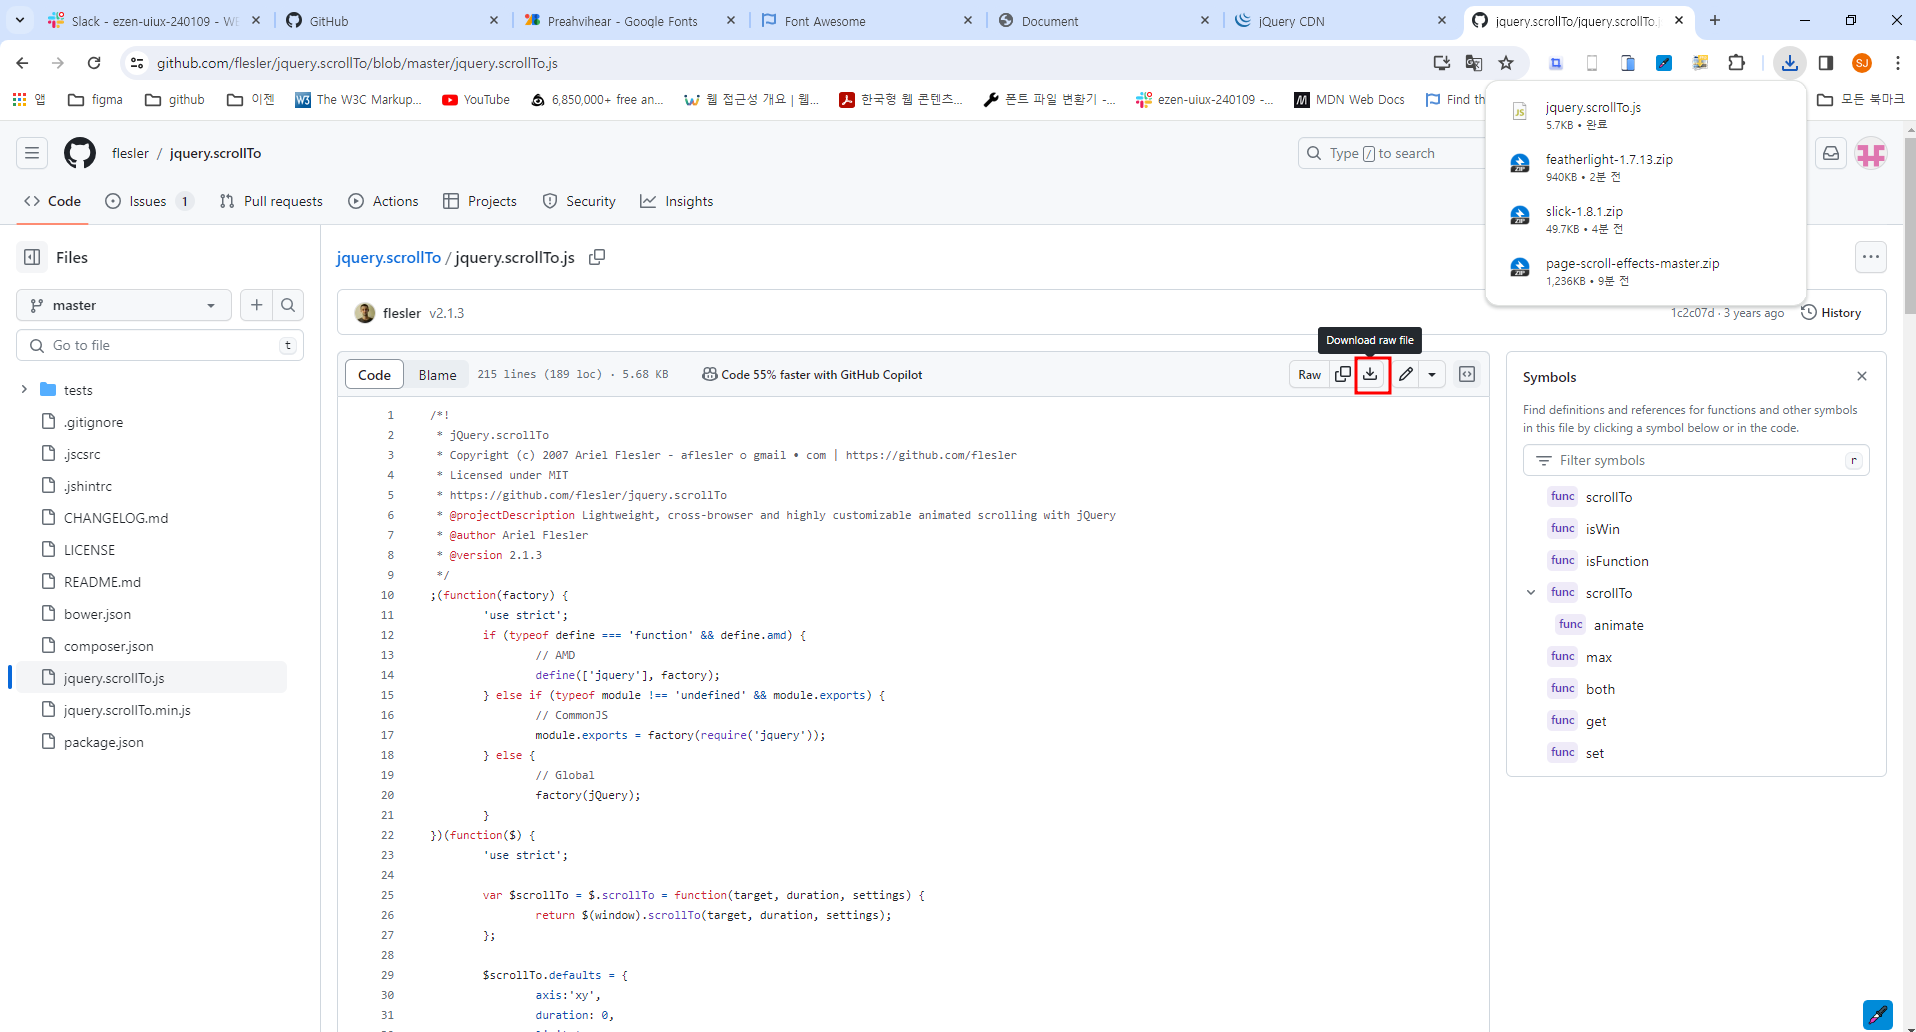 Slack - ezen-uiux-240109 - WE
GitHub
Preahvihear - Google Fonts
Font Awesome
Document
jQuery CDN
jquery.scrollTo/jquery.scrollTo.j
github.com/flesler/jquery.scrollTo/blob/master/jquery.scrollTo.js
SJ
앱
figma
github
이젠
The W3C Markup...
YouTube
6,850,000+ free an...
웹 접근성 개요 | 웹...
한국형 웹 콘텐츠...
폰트 파일 변환기 -...
ezen-uiux-240109 -...
MDN Web Docs
Find th
모든 북마크
jquery.scrollTo.js
5.7KB • 완료
featherlight-1.7.13.zip
940KB • 2분 전
slick-1.8.1.zip
49.7KB • 4분 전
page-scroll-effects-master.zip
1,236KB • 9분 전
flesler / jquery.scrollTo
Type / to search
Code
Issues 1
Pull requests
Actions
Projects
Security
Insights
Files
master
Go to file
t
tests
.gitignore
.jscsrc
.jshintrc
CHANGELOG.md
LICENSE
README.md
bower.json
composer.json
jquery.scrollTo.js
jquery.scrollTo.min.js
package.json
jquery.scrollTo / jquery.scrollTo.js
flesler v2.1.3
1c2c07d · 3 years ago
History
Download raw file
Code
Blame
215 lines (189 loc) · 5.68 KB
Code 55% faster with GitHub Copilot
Raw
1 /*!
2 * jQuery.scrollTo
3 * Copyright (c) 2007 Ariel Flesler - aflesler ○ gmail • com | https://github.com/flesler
4 * Licensed under MIT
5 * https://github.com/flesler/jquery.scrollTo
6 * @projectDescription Lightweight, cross-browser and highly customizable animated scrolling with jQuery
7 * @author Ariel Flesler
8 * @version 2.1.3
9 */
10 ;(function(factory) {
11 'use strict';
12 if (typeof define === 'function' && define.amd) {
13 // AMD
14 define(['jquery'], factory);
15 } else if (typeof module !== 'undefined' && module.exports) {
16 // CommonJS
17 module.exports = factory(require('jquery'));
18 } else {
19 // Global
20 factory(jQuery);
21 }
22 })(function($) {
23 'use strict';
24
25 var $scrollTo = $.scrollTo = function(target, duration, settings) {
26 return $(window).scrollTo(target, duration, settings);
27 };
28
29 $scrollTo.defaults = {
30 axis:'xy',
31 duration: 0,
Symbols
Find definitions and references for functions and other symbols
in this file by clicking a symbol below or in the code.
Filter symbols
r
func scrollTo
func isWin
func isFunction
func scrollTo
func animate
func max
func both
func get
func set